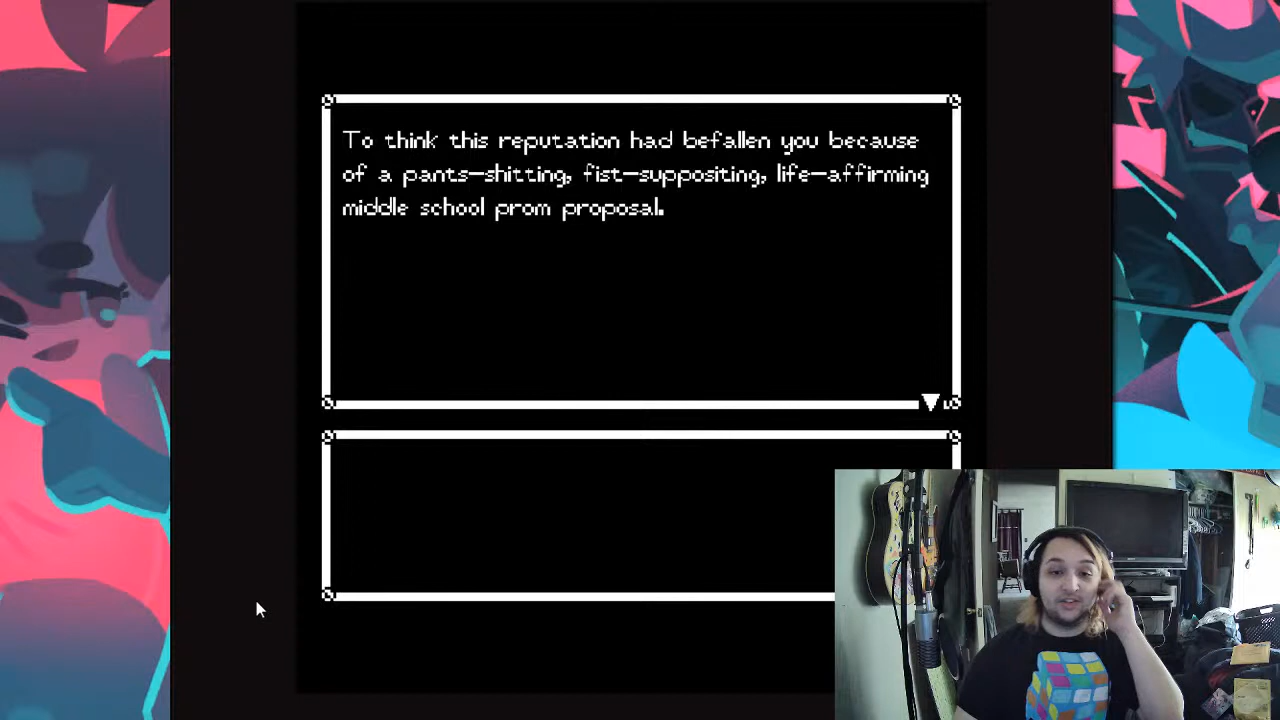 To think this reputation had befallen you because
of a pants-shitting, fist-suppositing, life-affirming
middle school prom proposal.